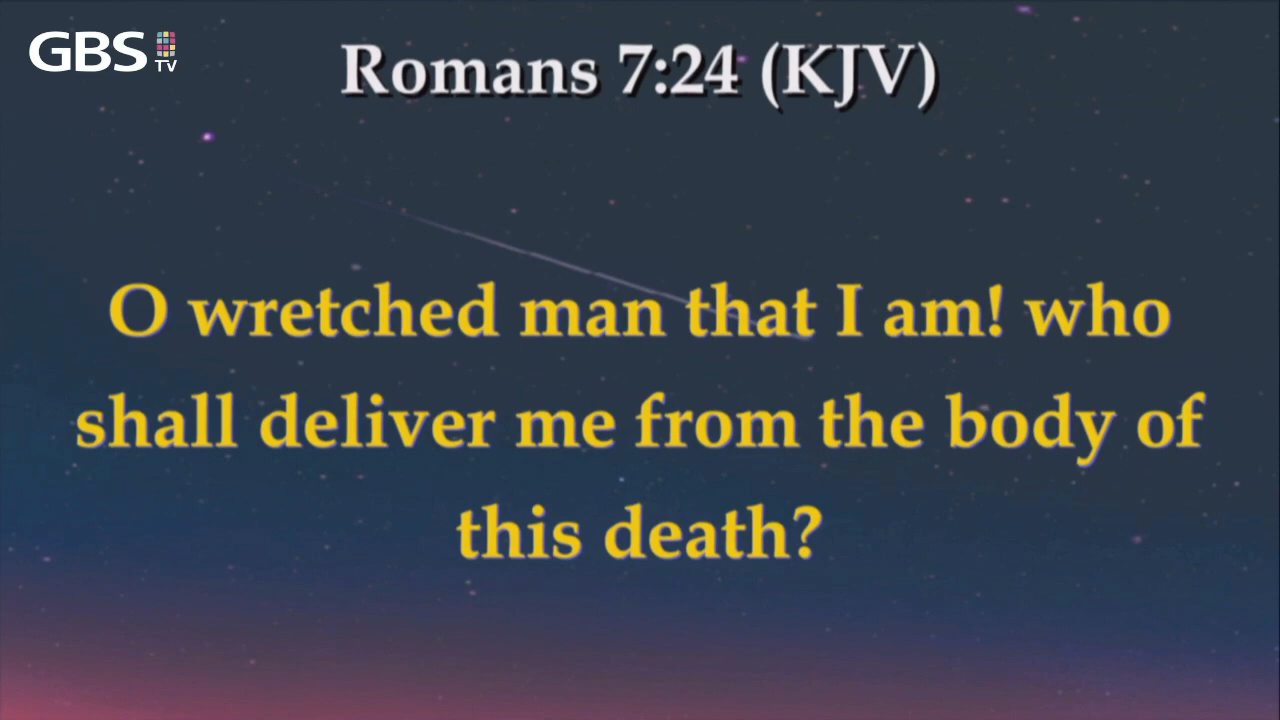 GBS TV
Romans 7:24 (KJV)
O wretched man that I am! who
shall deliver me from the body of
this death?